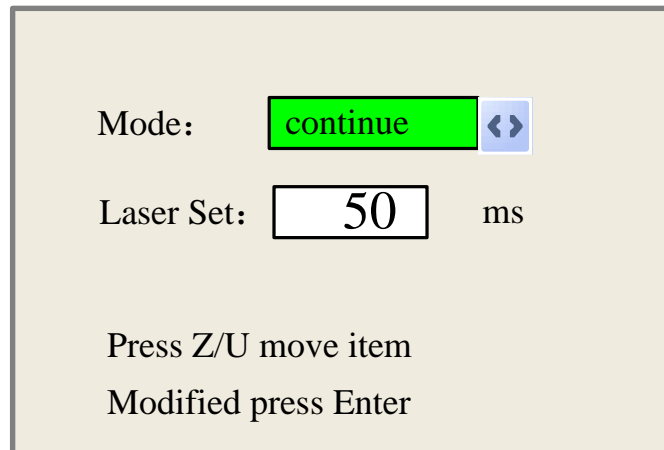 Mode： continue
Laser Set： 50 ms
Press Z/U move item
Modified press Enter